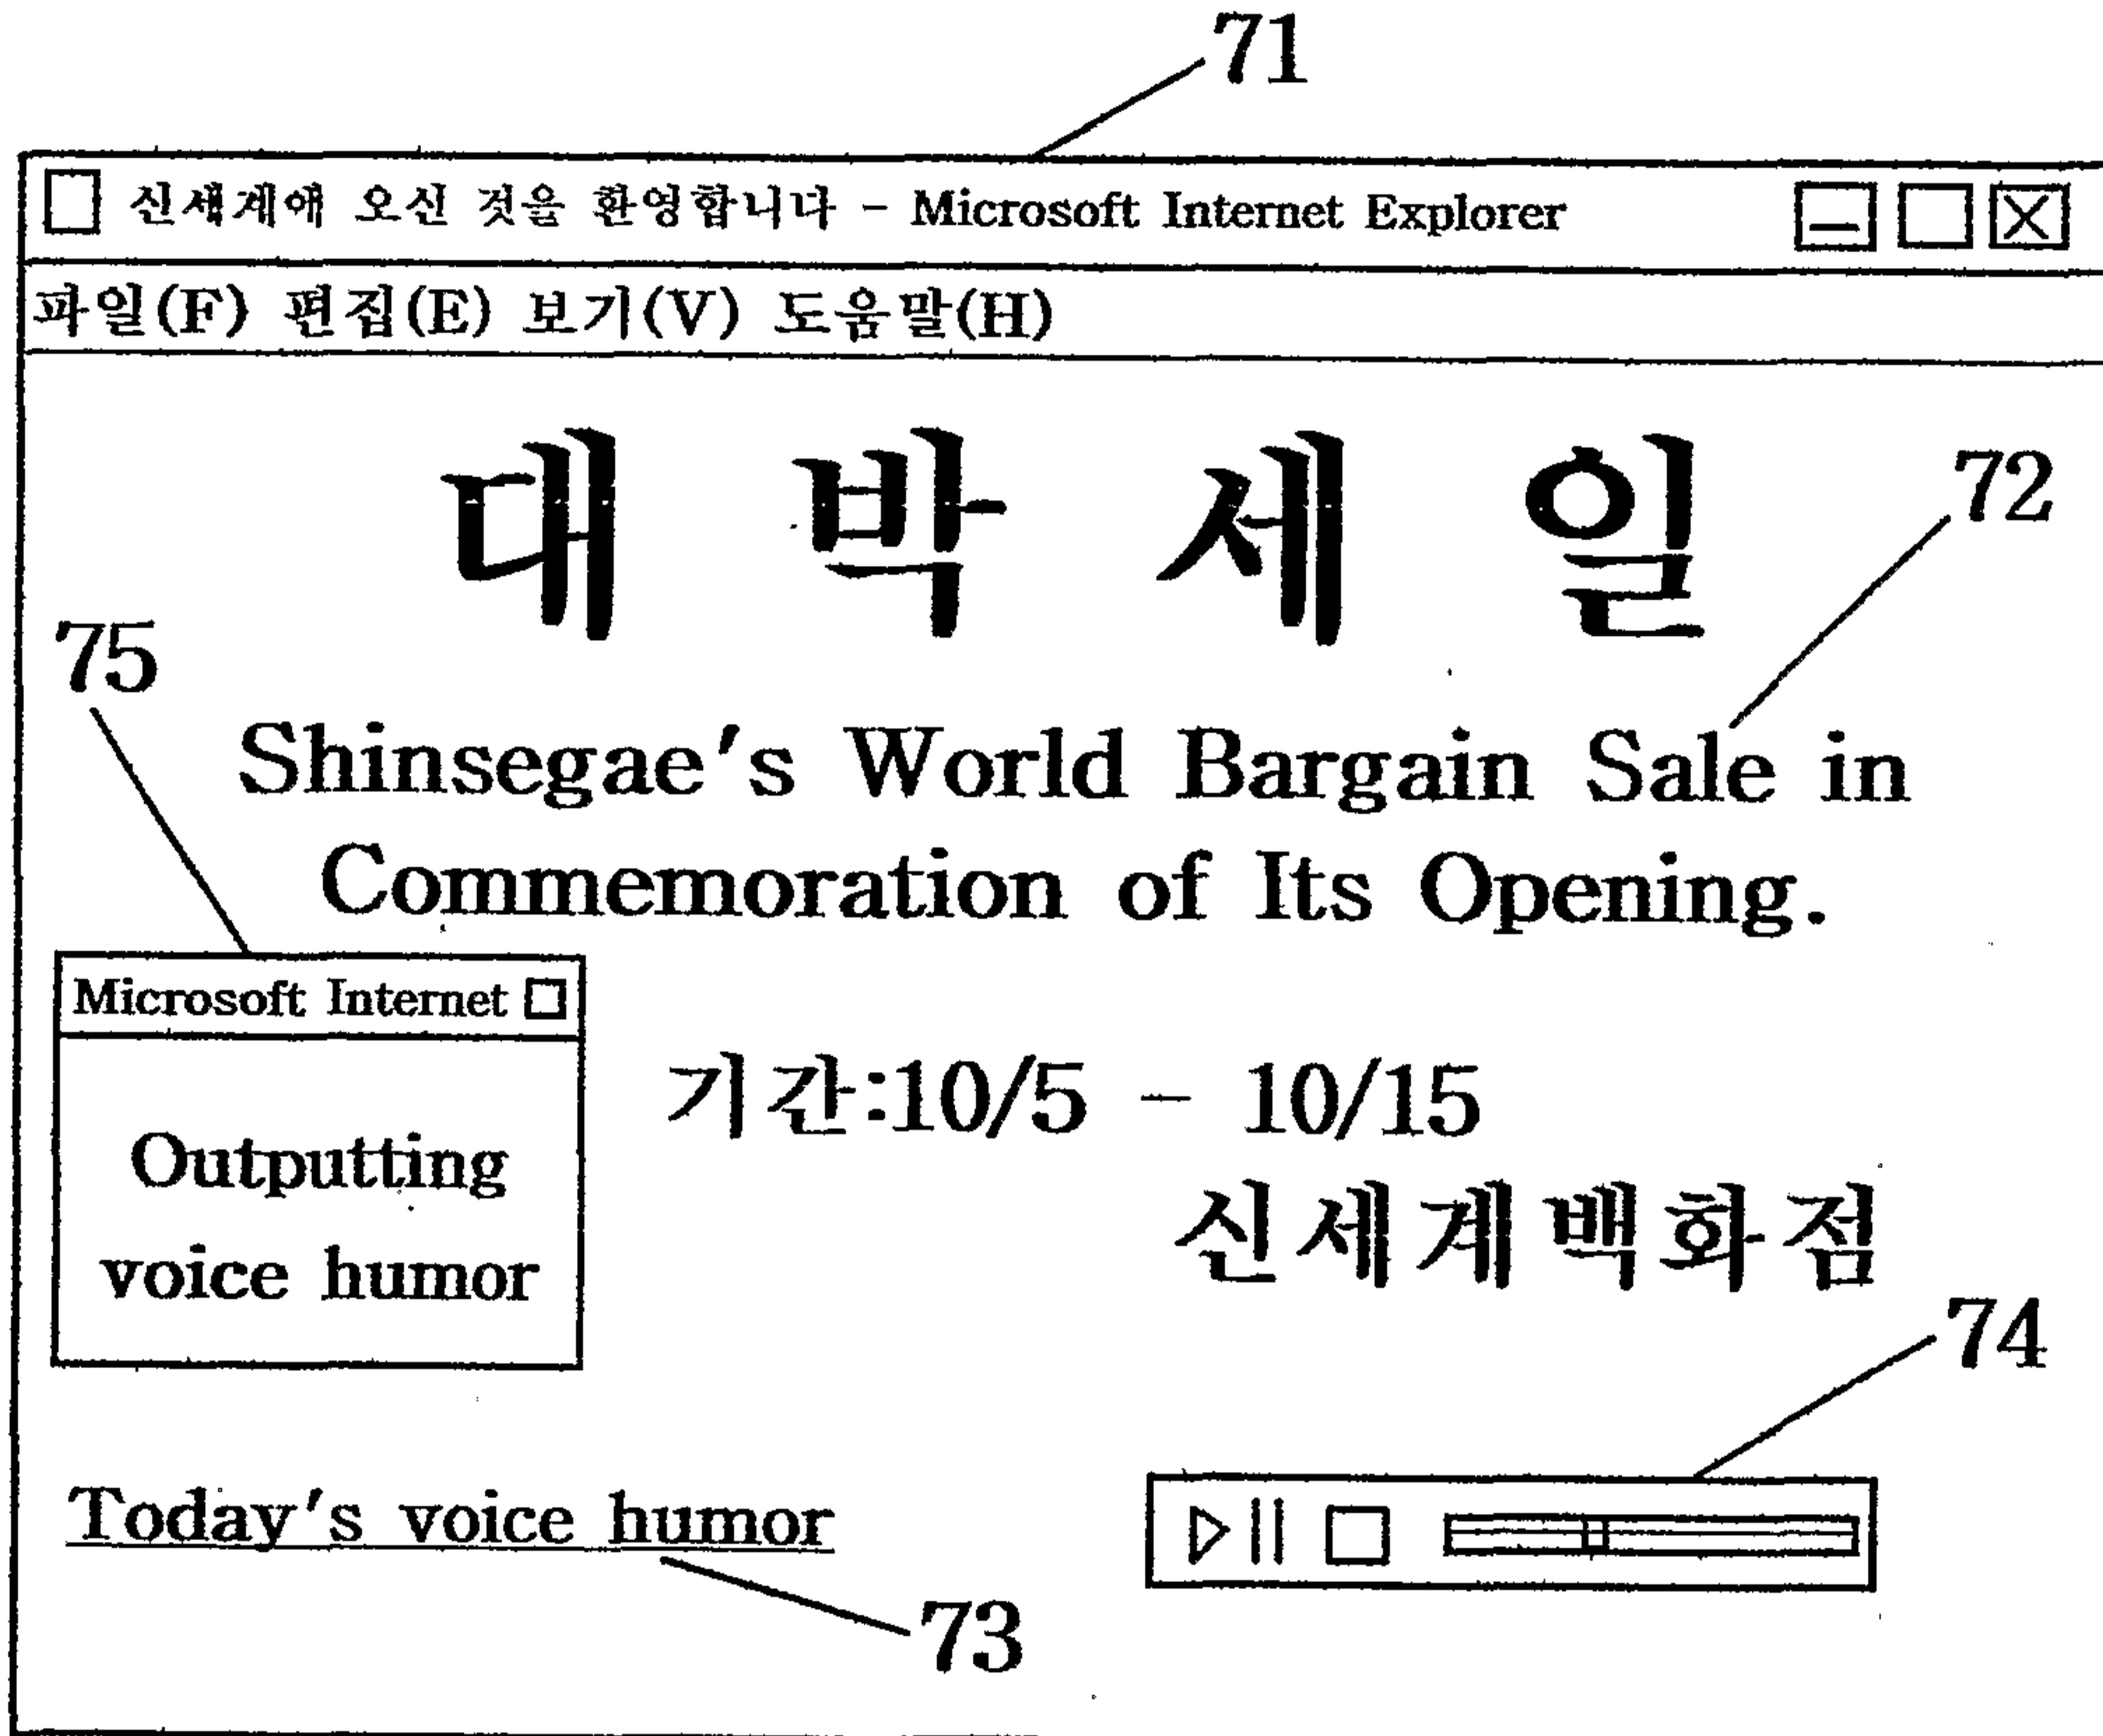 71
신세계에 오신 것을 환영합니다 - Microsoft Internet Explorer
파일(F) 편집(E) 보기(V) 도움말(H)
대 박 세 일
72
75
Shinsegae's World Bargain Sale in
Commemoration of Its Opening.
Microsoft Internet
Outputting
voice humor
기간:10/5 - 10/15
신세계백화점
74
Today's voice humor
73